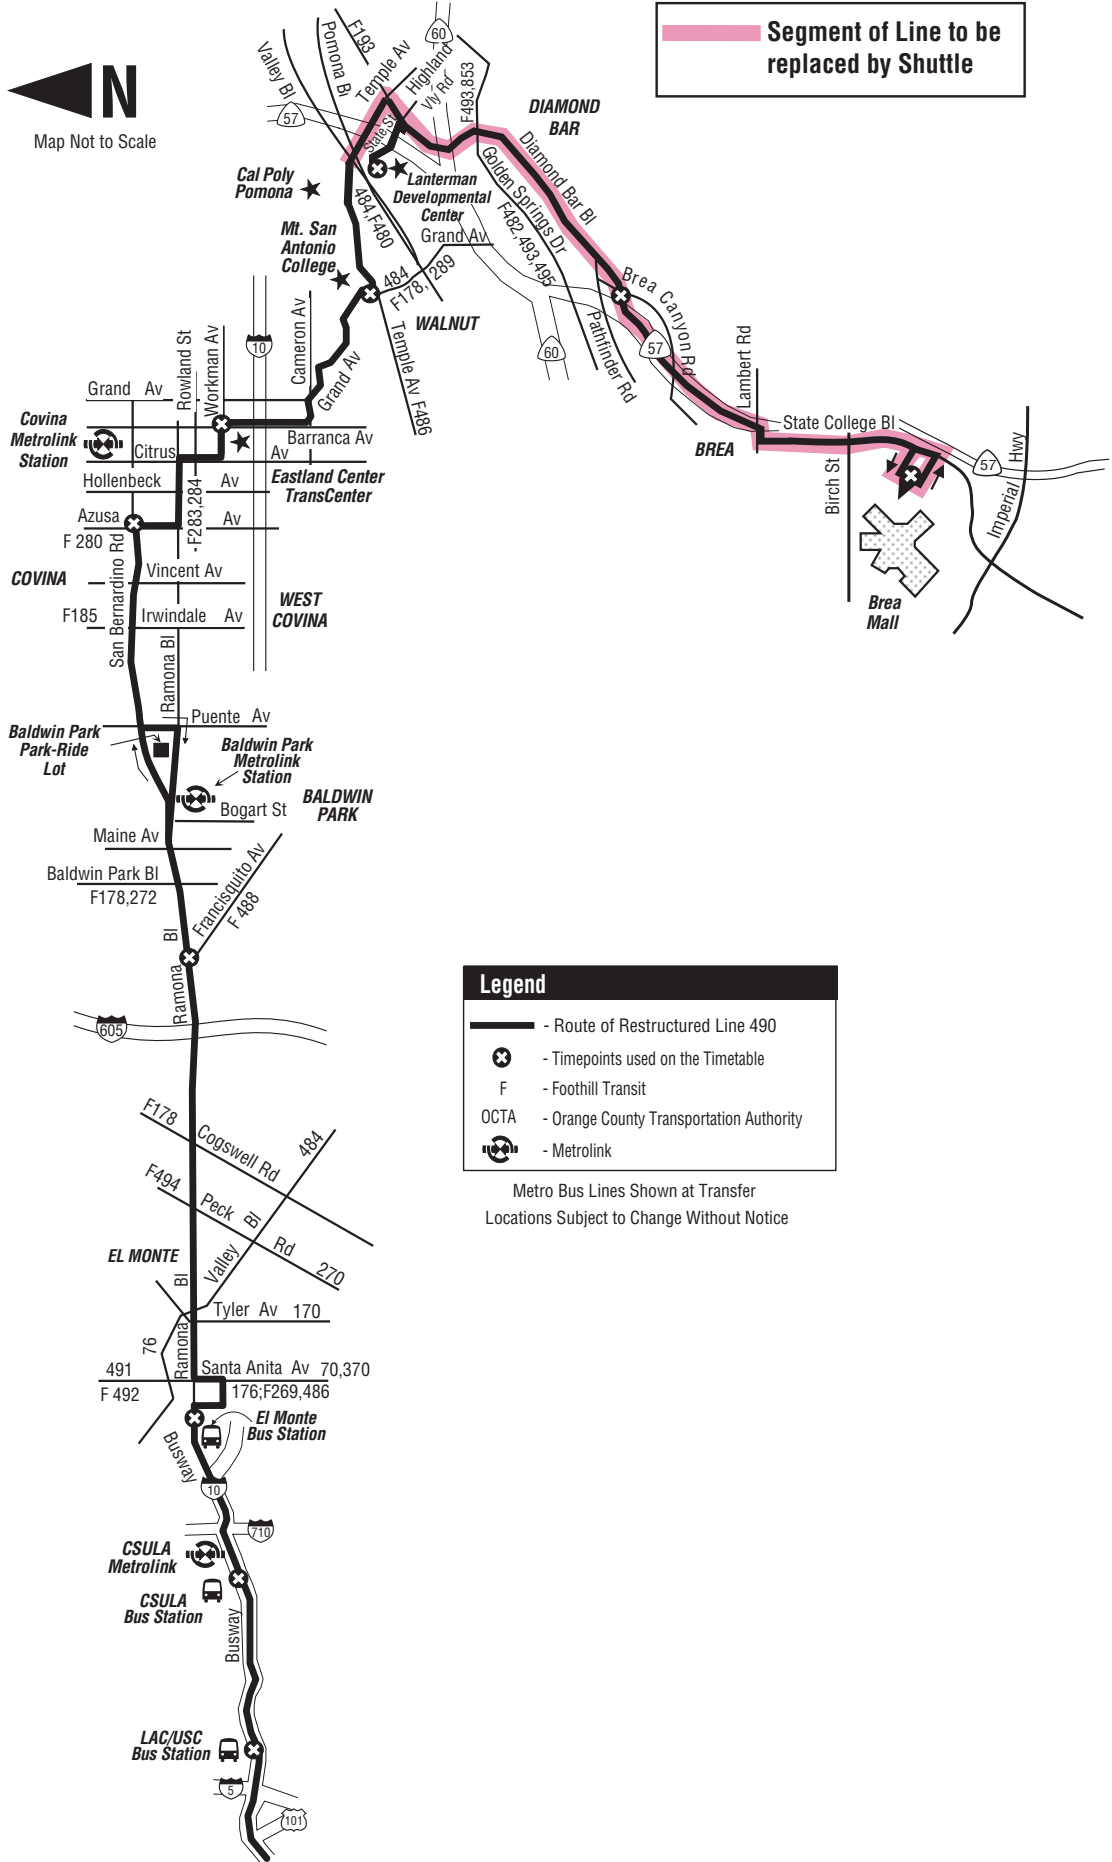 Segment of Line to be
replaced by Shuttle
N
Map Not to Scale
F193
Pomona Bl
Valley Bl
Temple Av
Highland
Vly Rd
60
F493,853
57
State St
DIAMOND
BAR
Cal Poly
Pomona
Lanterman
Developmental
Center
Diamond Bar Bl
Golden Springs Dr
F482,493,495
484,F480
Mt. San
Antonio
College
Grand Av
484
F178, 289
WALNUT
Temple Av F486
Brea Canyon Rd
Pathfinder Rd
60
57
Lambert Rd
State College Bl
BREA
Birch St
57
Imperial Hwy
Brea
Mall
10
Cameron Av
Grand Av
Rowland St
Workman Av
Grand Av
Covina
Metrolink
Station
Citrus Av
Barranca Av
Eastland Center
TransCenter
Hollenbeck Av
F283,284
Azusa Av
F 280
San Bernardino Rd
COVINA
Vincent Av
WEST
COVINA
F185
Irwindale Av
Ramona Bl
Puente Av
Baldwin Park
Park-Ride
Lot
Baldwin Park
Metrolink
Station
BALDWIN
PARK
Bogart St
Maine Av
Baldwin Park Bl
F178,272
Francisquito Av
F 488
Ramona Bl
605
Legend
- Route of Restructured Line 490
- Timepoints used on the Timetable
F - Foothill Transit
OCTA - Orange County Transportation Authority
- Metrolink
Metro Bus Lines Shown at Transfer
Locations Subject to Change Without Notice
F178
Cogswell Rd
484
F494
Peck Rd
270
Valley Bl
EL MONTE
Ramona Bl
Tyler Av 170
76
491
Santa Anita Av 70,370
F 492
176;F269,486
El Monte
Bus Station
Busway
10
710
CSULA
Metrolink
CSULA
Bus Station
Busway
LAC/USC
Bus Station
5
101